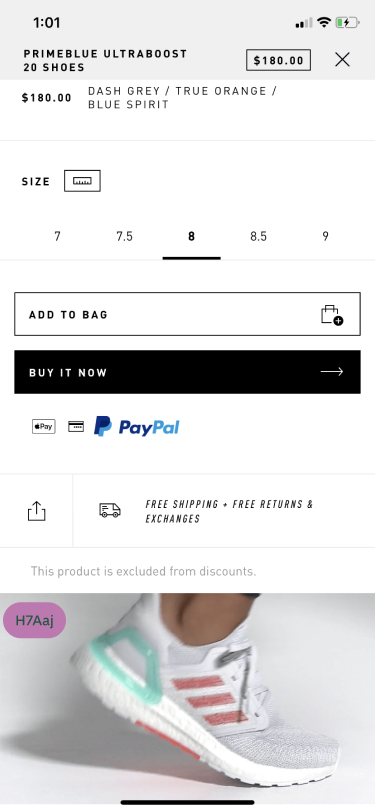 1:01
PRIMEBLUE ULTRABOOST
20 SHOES
$180.00
$180.00
DASH GREY / TRUE ORANGE /
BLUE SPIRIT
SIZE
7 7.5 8 8.5 9
ADD TO BAG
BUY IT NOW
Pay
PayPal
FREE SHIPPING + FREE RETURNS &
EXCHANGES
This product is excluded from discounts.
H7Aaj